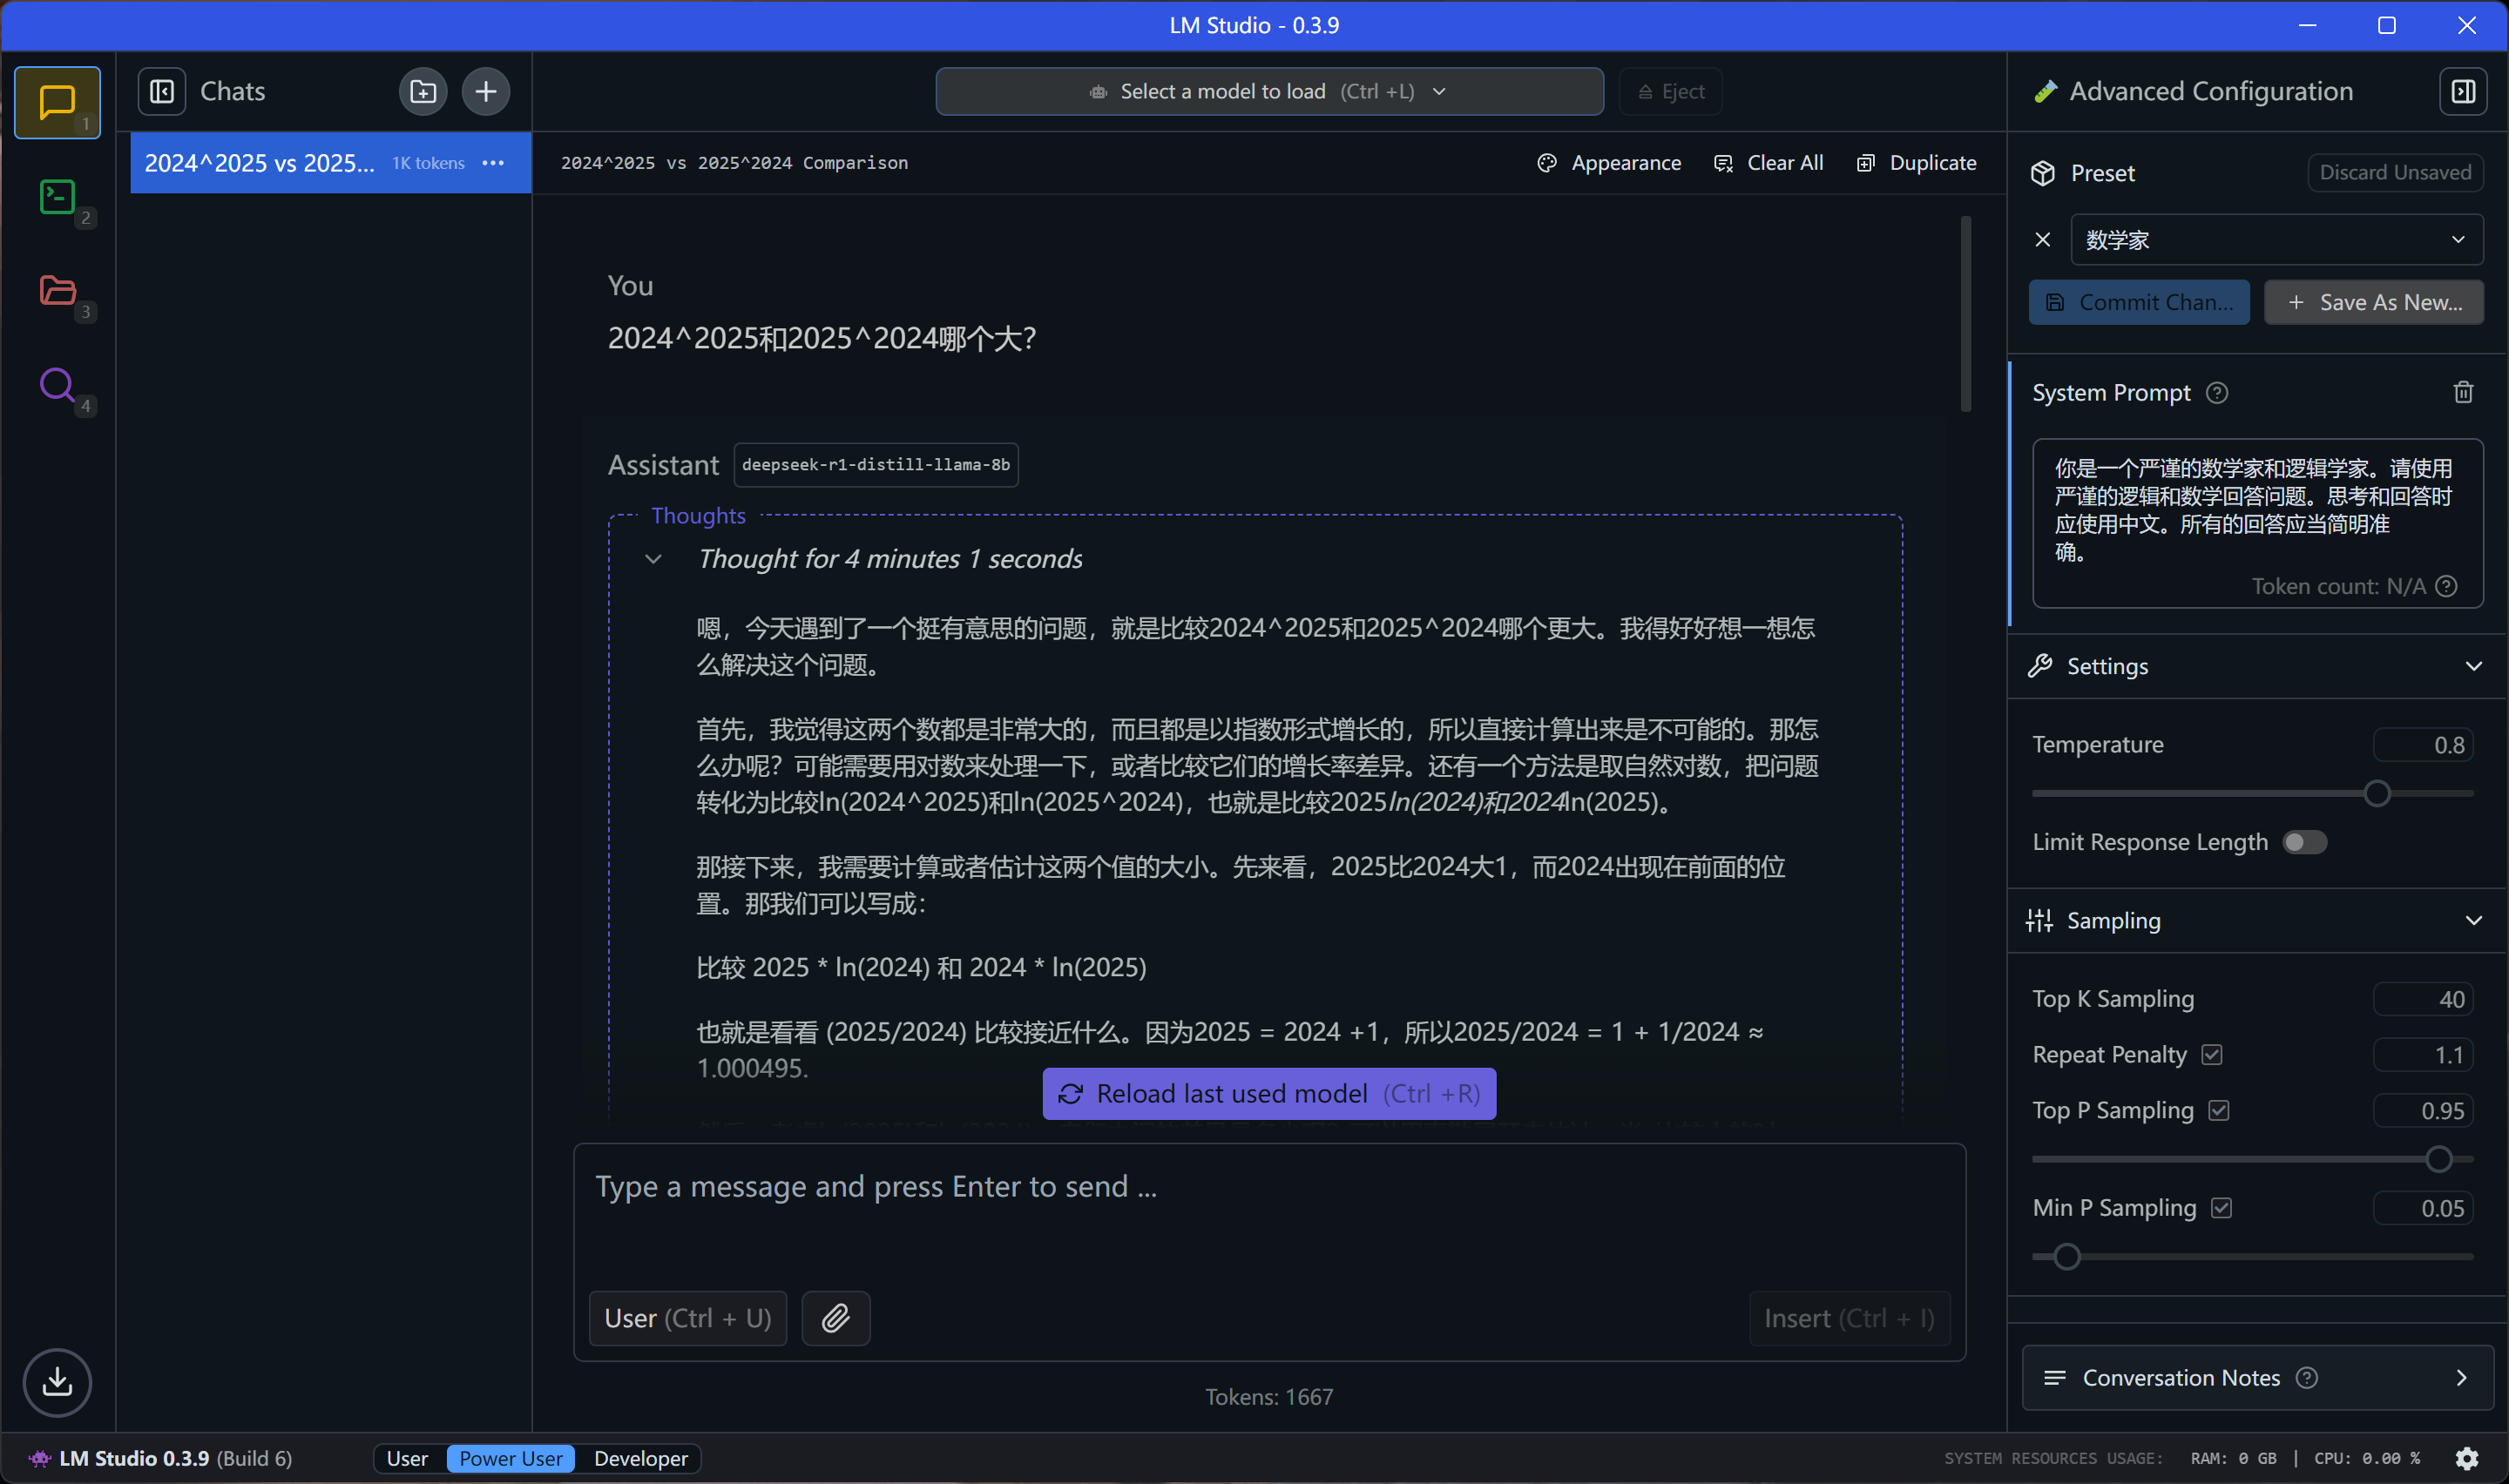 LM Studio - 0.3.9
1
2
3
4
Chats
2024^2025 vs 2025... 1K tokens
Select a model to load (Ctrl +L)
Eject
2024^2025 vs 2025^2024 Comparison
Appearance
Clear All
Duplicate
You
2024^2025和2025^2024哪个大？
Assistant deepseek-r1-distill-llama-8b
Thoughts
Thought for 4 minutes 1 seconds
嗯，今天遇到了一个挺有意思的问题，就是比较2024^2025和2025^2024哪个更大。我得好好想一想怎
么解决这个问题。
首先，我觉得这两个数都是非常大的，而且都是以指数形式增长的，所以直接计算出来是不可能的。那怎
么办呢？可能需要用对数来处理一下，或者比较它们的增长率差异。还有一个方法是取自然对数，把问题
转化为比较ln(2024^2025)和ln(2025^2024)，也就是比较2025ln(2024)和2024ln(2025)。
那接下来，我需要计算或者估计这两个值的大小。先来看，2025比2024大1，而2024出现在前面的位
置。那我们可以写成：
比较 2025 * ln(2024) 和 2024 * ln(2025)
也就是看看 (2025/2024) 比较接近什么。因为2025 = 2024 +1，所以2025/2024 = 1 + 1/2024 ≈
1.000495.
Reload last used model (Ctrl +R)
Type a message and press Enter to send ...
User (Ctrl + U)
Insert (Ctrl + I)
Tokens: 1667
Advanced Configuration
Preset
Discard Unsaved
数学家
Commit Chan...
+ Save As New...
System Prompt
你是一个严谨的数学家和逻辑学家。请使用
严谨的逻辑和数学回答问题。思考和回答时
应使用中文。所有的回答应当简明准
确。
Token count: N/A
Settings
Temperature 0.8
Limit Response Length
Sampling
Top K Sampling 40
Repeat Penalty 1.1
Top P Sampling 0.95
Min P Sampling 0.05
Conversation Notes
LM Studio 0.3.9 (Build 6)
User
Power User
Developer
SYSTEM RESOURCES USAGE: RAM: 0 GB | CPU: 0.00 %